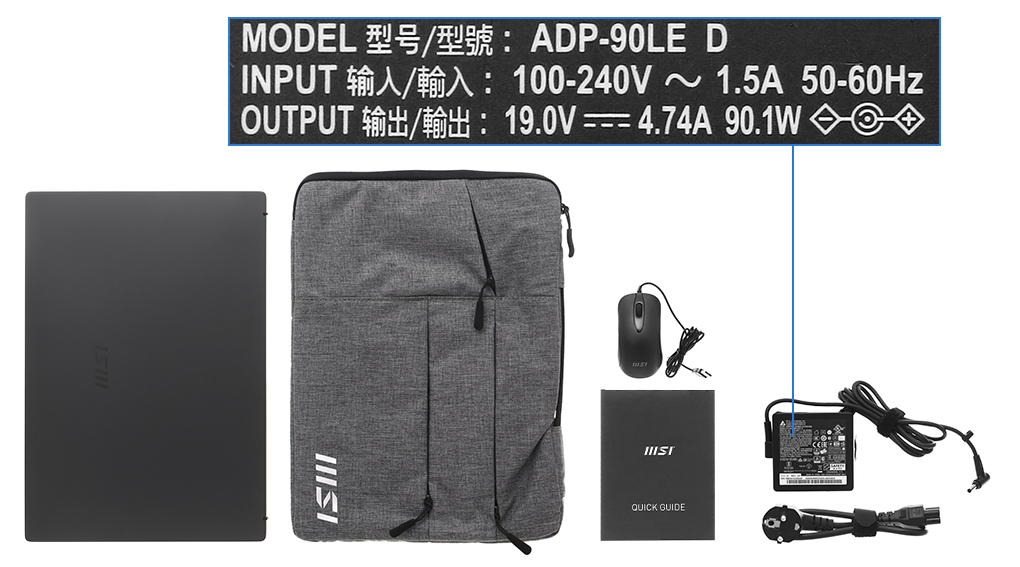 MODEL 型号/型號 : ADP-90LE D
INPUT 输入/輸入 : 100-240V ～ 1.5A 50-60Hz
OUTPUT 输出/輸出 : 19.0V 4.74A 90.1W
msi
msi
msi
msi
QUICK GUIDE